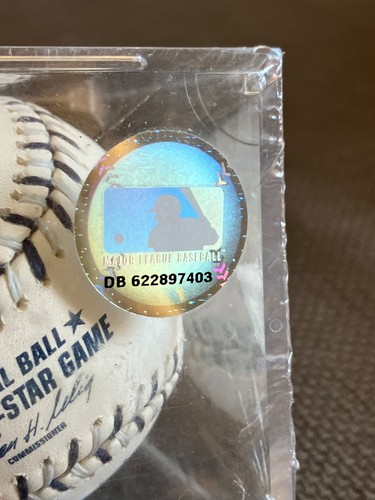 MAJOR LEAGUE BASEBALL
DB 622897403
BALL
STAR GAME
COMMISSIONER